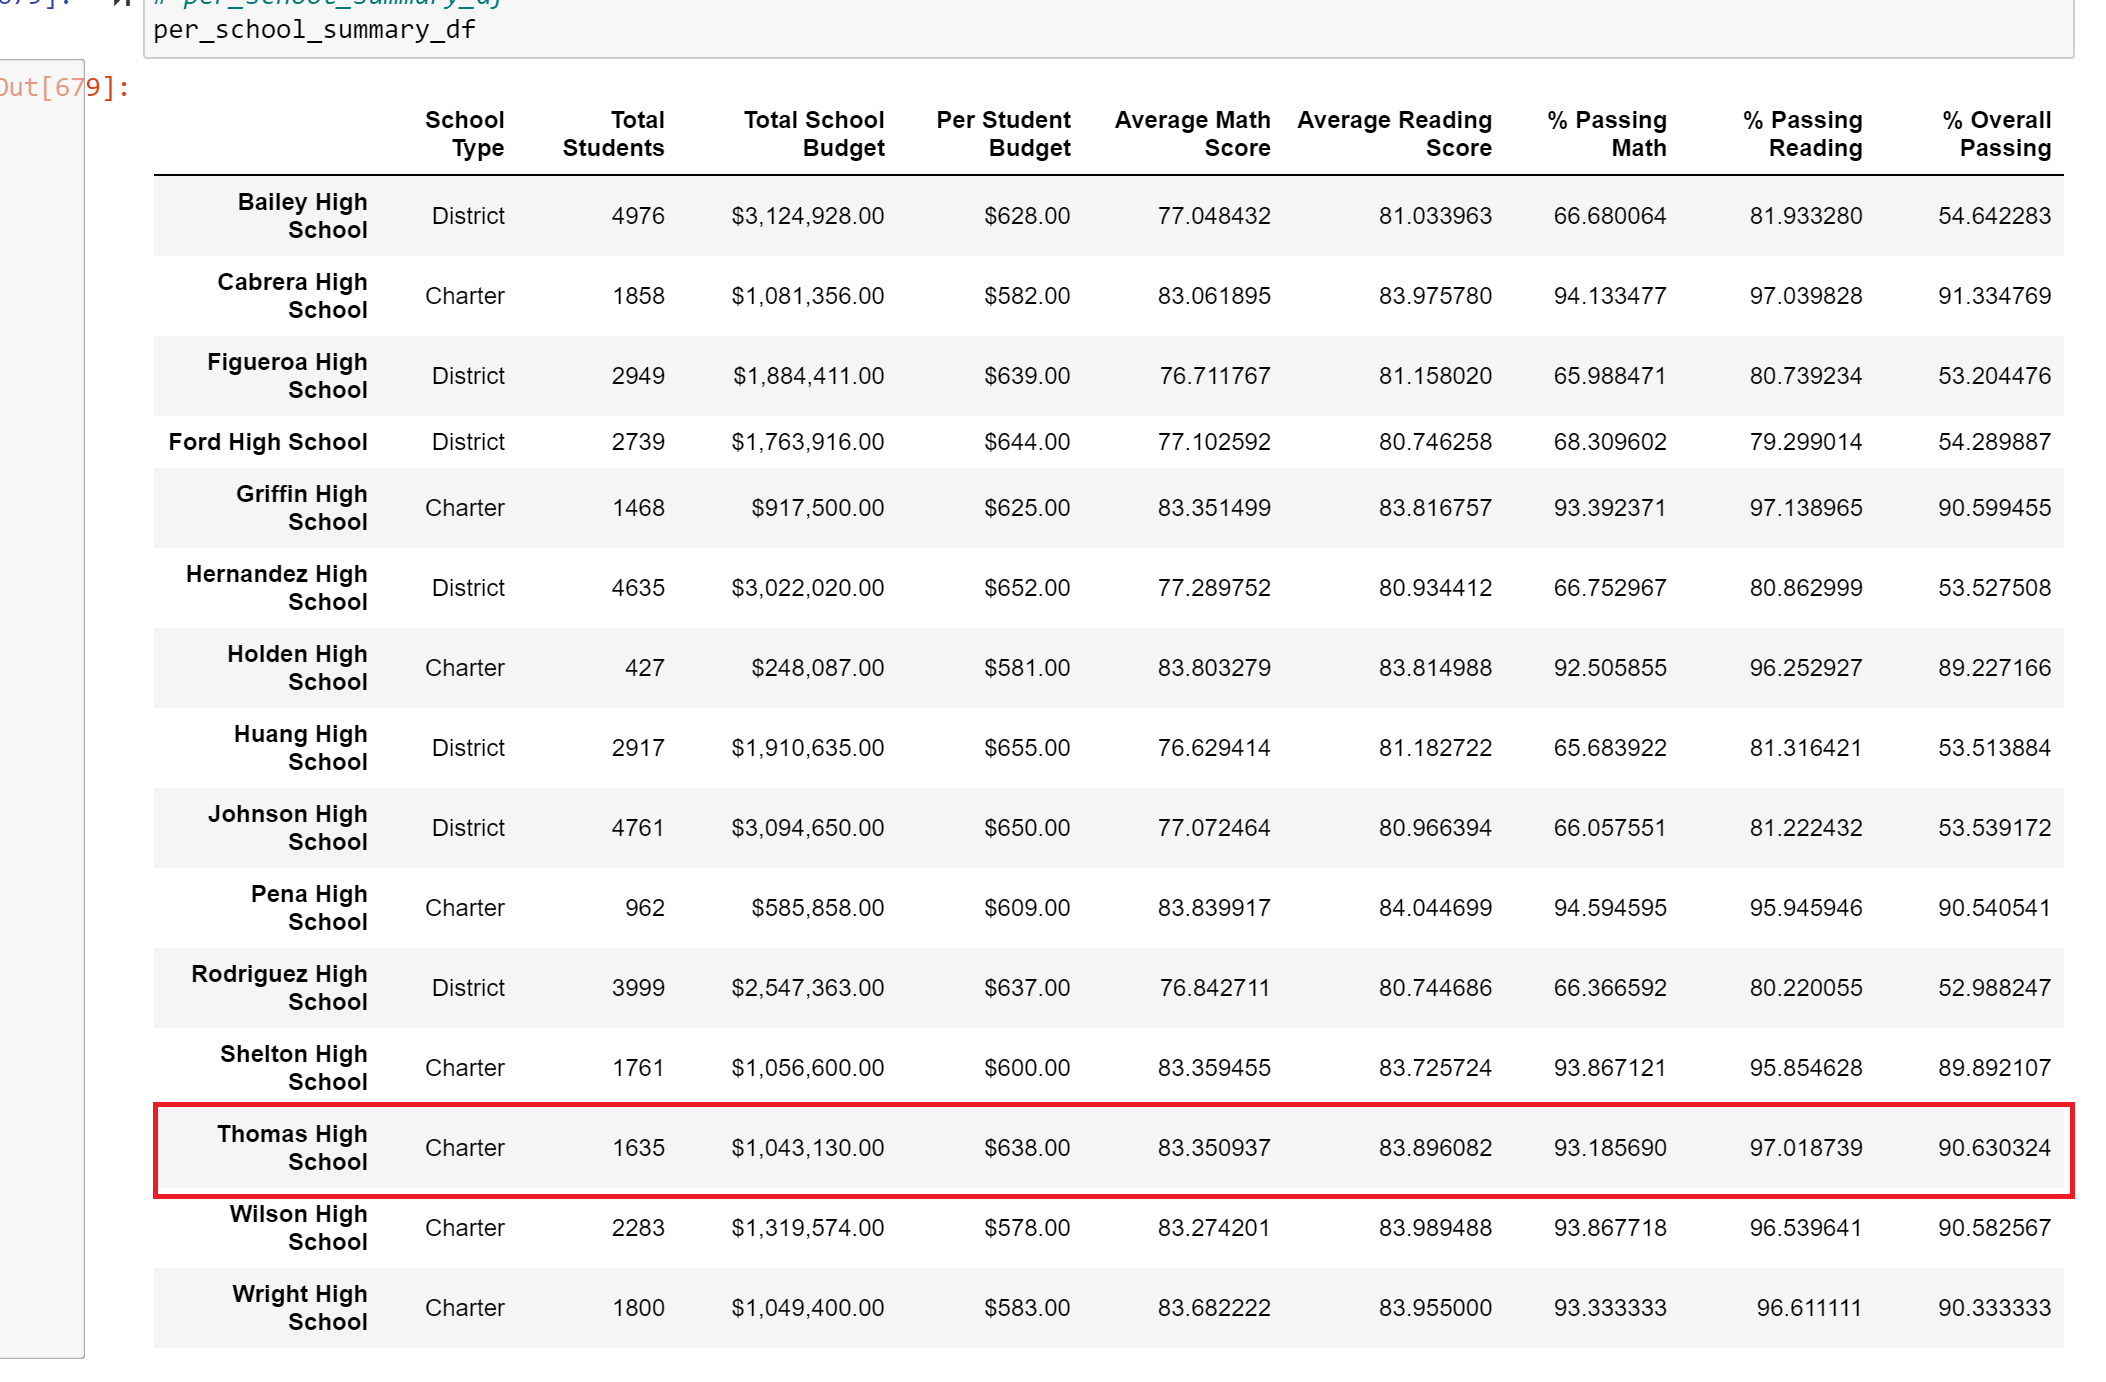 679]:
# per_school_summary_df
per_school_summary_df
Out[679]:
School Type Total Students Total School Budget Per Student Budget Average Math Score Average Reading Score % Passing Math % Passing Reading % Overall Passing
Bailey High School District 4976 $3,124,928.00 $628.00 77.048432 81.033963 66.680064 81.933280 54.642283
Cabrera High School Charter 1858 $1,081,356.00 $582.00 83.061895 83.975780 94.133477 97.039828 91.334769
Figueroa High School District 2949 $1,884,411.00 $639.00 76.711767 81.158020 65.988471 80.739234 53.204476
Ford High School District 2739 $1,763,916.00 $644.00 77.102592 80.746258 68.309602 79.299014 54.289887
Griffin High School Charter 1468 $917,500.00 $625.00 83.351499 83.816757 93.392371 97.138965 90.599455
Hernandez High School District 4635 $3,022,020.00 $652.00 77.289752 80.934412 66.752967 80.862999 53.527508
Holden High School Charter 427 $248,087.00 $581.00 83.803279 83.814988 92.505855 96.252927 89.227166
Huang High School District 2917 $1,910,635.00 $655.00 76.629414 81.182722 65.683922 81.316421 53.513884
Johnson High School District 4761 $3,094,650.00 $650.00 77.072464 80.966394 66.057551 81.222432 53.539172
Pena High School Charter 962 $585,858.00 $609.00 83.839917 84.044699 94.594595 95.945946 90.540541
Rodriguez High School District 3999 $2,547,363.00 $637.00 76.842711 80.744686 66.366592 80.220055 52.988247
Shelton High School Charter 1761 $1,056,600.00 $600.00 83.359455 83.725724 93.867121 95.854628 89.892107
Thomas High School Charter 1635 $1,043,130.00 $638.00 83.350937 83.896082 93.185690 97.018739 90.630324
Wilson High School Charter 2283 $1,319,574.00 $578.00 83.274201 83.989488 93.867718 96.539641 90.582567
Wright High School Charter 1800 $1,049,400.00 $583.00 83.682222 83.955000 93.333333 96.611111 90.333333